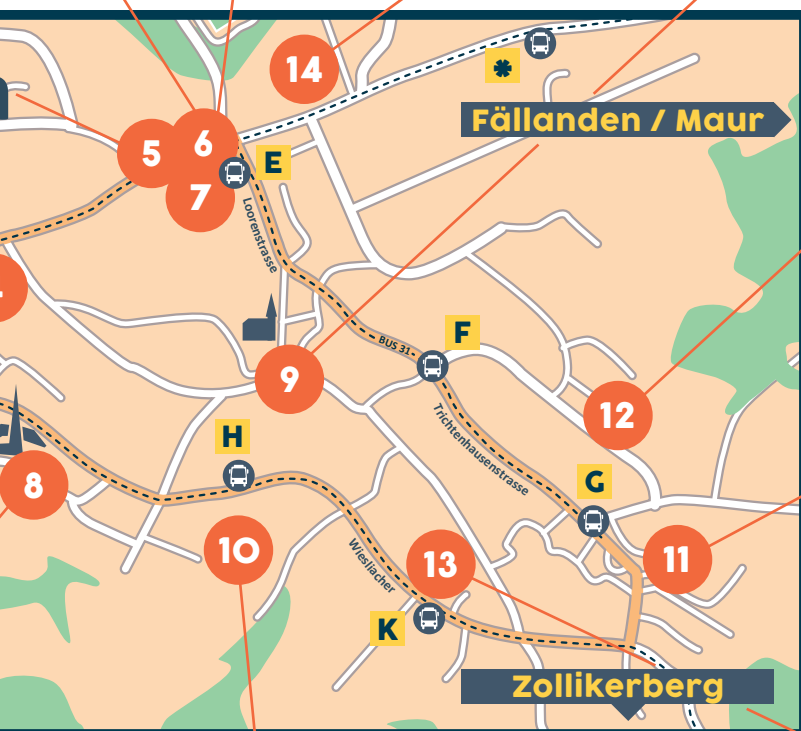 14
✱
Fällanden / Maur
5
6
E
7
Loorenstrasse
BUS 31
F
9
12
H
Trichtenhausenstrasse
G
8
10
Wiesliacher
13
11
K
Zollikerberg